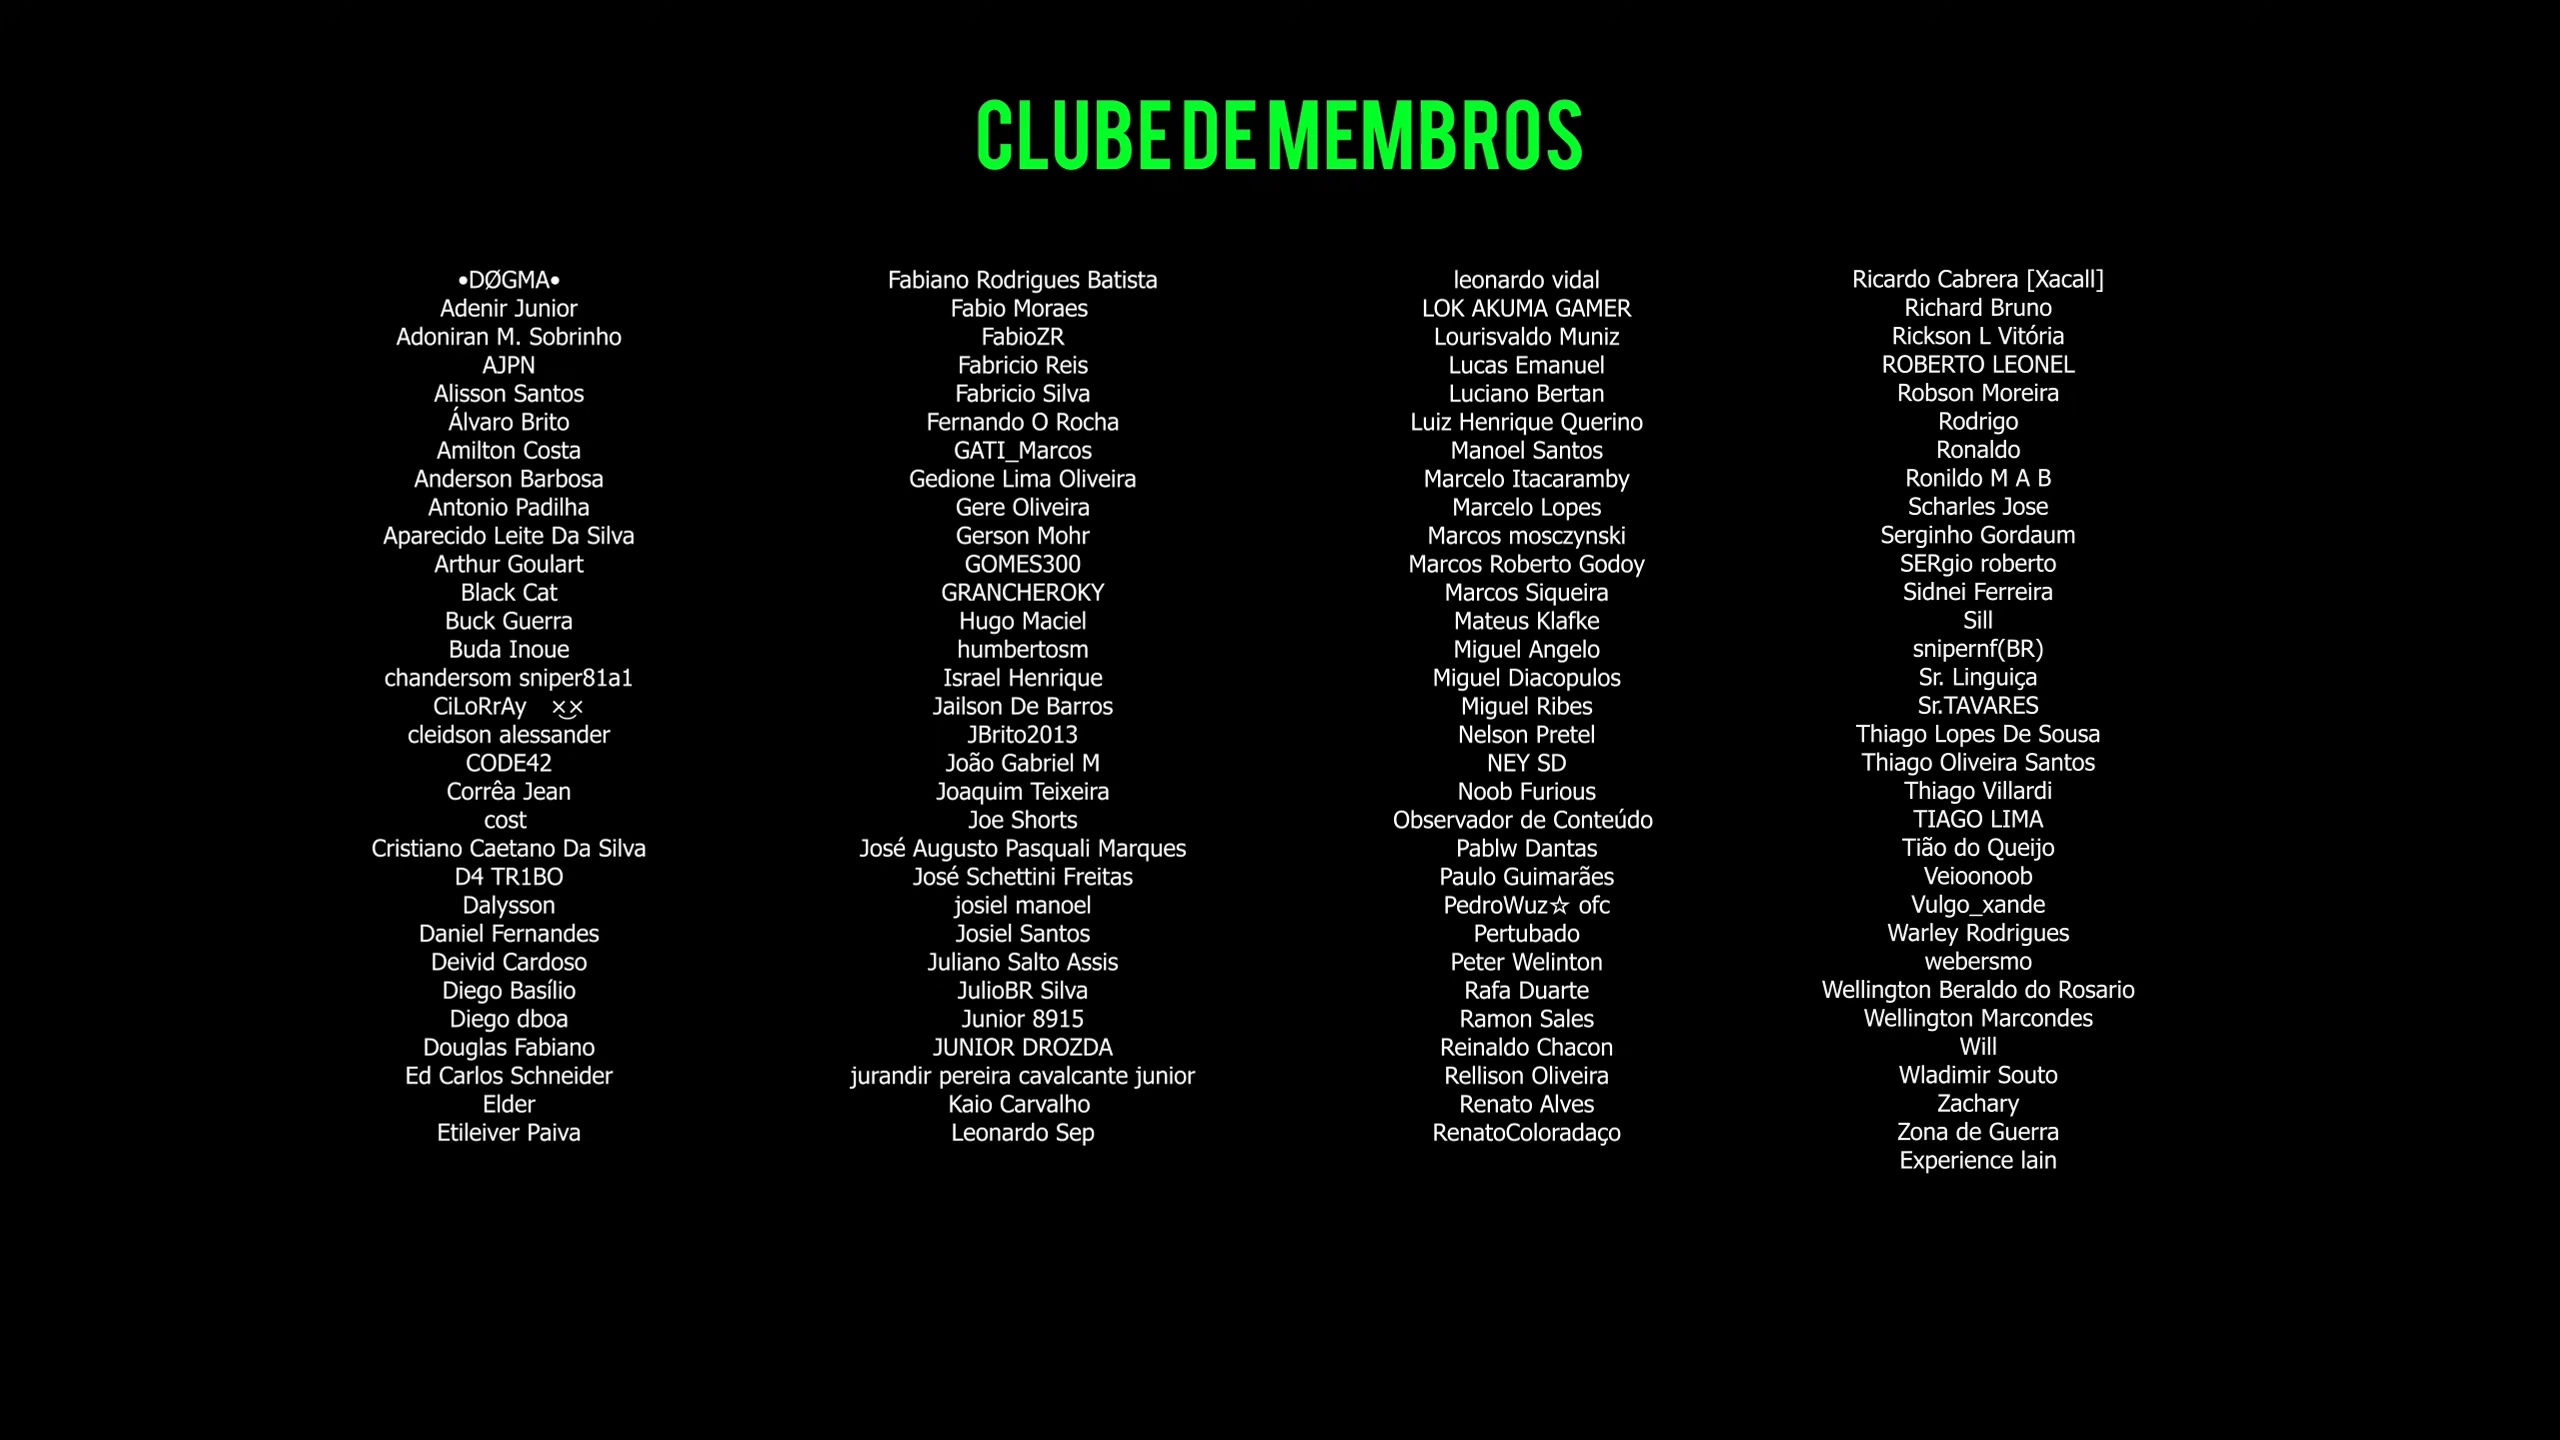 CLUBE DE MEMBROS
•DØGMA•
Adenir Junior
Adoniran M. Sobrinho
AJPN
Alisson Santos
Álvaro Brito
Amilton Costa
Anderson Barbosa
Antonio Padilha
Aparecido Leite Da Silva
Arthur Goulart
Black Cat
Buck Guerra
Buda Inoue
chandersom sniper81a1
CiLoRrAy ×͜×
cleidson alessander
CODE42
Corrêa Jean
cost
Cristiano Caetano Da Silva
D4 TR1BO
Dalysson
Daniel Fernandes
Deivid Cardoso
Diego Basílio
Diego dboa
Douglas Fabiano
Ed Carlos Schneider
Elder
Etileiver Paiva
Fabiano Rodrigues Batista
Fabio Moraes
FabioZR
Fabricio Reis
Fabricio Silva
Fernando O Rocha
GATI_Marcos
Gedione Lima Oliveira
Gere Oliveira
Gerson Mohr
GOMES300
GRANCHEROKY
Hugo Maciel
humbertosm
Israel Henrique
Jailson De Barros
JBrito2013
João Gabriel M
Joaquim Teixeira
Joe Shorts
José Augusto Pasquali Marques
José Schettini Freitas
josiel manoel
Josiel Santos
Juliano Salto Assis
JulioBR Silva
Junior 8915
JUNIOR DROZDA
jurandir pereira cavalcante junior
Kaio Carvalho
Leonardo Sep
leonardo vidal
LOK AKUMA GAMER
Lourisvaldo Muniz
Lucas Emanuel
Luciano Bertan
Luiz Henrique Querino
Manoel Santos
Marcelo Itacaramby
Marcelo Lopes
Marcos mosczynski
Marcos Roberto Godoy
Marcos Siqueira
Mateus Klafke
Miguel Angelo
Miguel Diacopulos
Miguel Ribes
Nelson Pretel
NEY SD
Noob Furious
Observador de Conteúdo
Pablw Dantas
Paulo Guimarães
PedroWuz☆ ofc
Pertubado
Peter Welinton
Rafa Duarte
Ramon Sales
Reinaldo Chacon
Rellison Oliveira
Renato Alves
RenatoColoradaço
Ricardo Cabrera [Xacall]
Richard Bruno
Rickson L Vitória
ROBERTO LEONEL
Robson Moreira
Rodrigo
Ronaldo
Ronildo M A B
Scharles Jose
Serginho Gordaum
SERgio roberto
Sidnei Ferreira
Sill
snipernf(BR)
Sr. Linguiça
Sr.TAVARES
Thiago Lopes De Sousa
Thiago Oliveira Santos
Thiago Villardi
TIAGO LIMA
Tião do Queijo
Veioonoob
Vulgo_xande
Warley Rodrigues
webersmo
Wellington Beraldo do Rosario
Wellington Marcondes
Will
Wladimir Souto
Zachary
Zona de Guerra
Experience lain